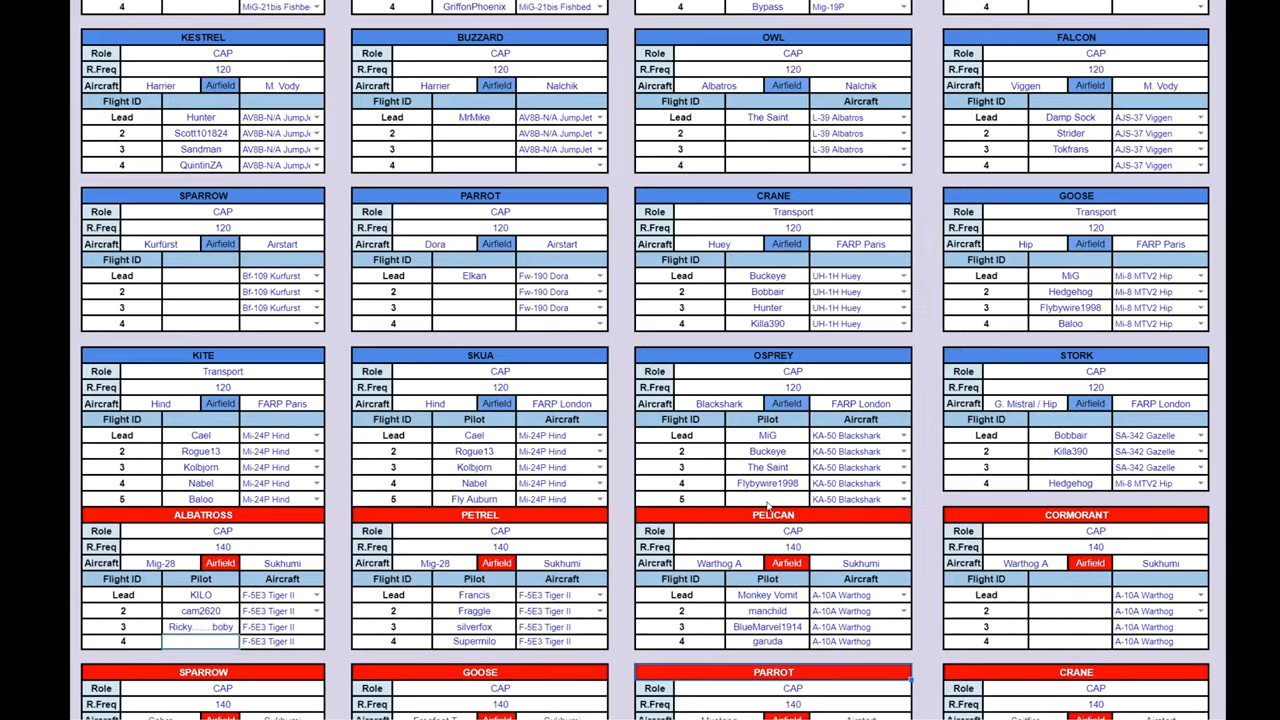 4 MiG-21bis Fishbed 4 GriffonPhoenix MiG-21bis Fishbed 4 Bypass Mig-19P 4
KESTREL BUZZARD OWL FALCON
Role CAP Role CAP Role CAP Role CAP
R.Freq 120 R.Freq 120 R.Freq 120 R.Freq 120
Aircraft Harrier Airfield M. Vody Aircraft Harrier Airfield Nalchik Aircraft Albatros Airfield Nalchik Aircraft Viggen Airfield M. Vody
Flight ID Flight ID Flight ID Aircraft Flight ID
Lead Hunter AV8B-N/A JumpJe Lead MrMike AV8B-N/A JumpJet Lead The Saint L-39 Albatros Lead Damp Sock AJS-37 Viggen
2 Scott101824 AV8B-N/A JumpJe 2 AV8B-N/A JumpJet 2 L-39 Albatros 2 Strider AJS-37 Viggen
3 Sandman AV8B-N/A JumpJe 3 AV8B-N/A JumpJet 3 L-39 Albatros 3 Tokfrans AJS-37 Viggen
4 QuintinZA AV8B-N/A JumpJe 4 4 4 AJS-37 Viggen
SPARROW PARROT CRANE GOOSE
Role CAP Role CAP Role Transport Role Transport
R.Freq 120 R.Freq 120 R.Freq 120 R.Freq 120
Aircraft Kurfürst Airfield Airstart Aircraft Dora Airfield Airstart Aircraft Huey Airfield FARP Paris Aircraft Hip Airfield FARP Paris
Flight ID Flight ID Flight ID Flight ID
Lead Bf-109 Kurfurst Lead Elkan Fw-190 Dora Lead Buckeye UH-1H Huey Lead MiG Mi-8 MTV2 Hip
2 Bf-109 Kurfurst 2 Fw-190 Dora 2 Bobbair UH-1H Huey 2 Hedgehog Mi-8 MTV2 Hip
3 Bf-109 Kurfurst 3 Fw-190 Dora 3 Hunter UH-1H Huey 3 Flybywire1998 Mi-8 MTV2 Hip
4 4 4 Killa390 UH-1H Huey 4 Baloo Mi-8 MTV2 Hip
KITE SKUA OSPREY STORK
Role Transport Role CAP Role CAP Role CAP
R.Freq 120 R.Freq 120 R.Freq 120 R.Freq 120
Aircraft Hind Airfield FARP Paris Aircraft Hind Airfield FARP London Aircraft Blackshark Airfield FARP London Aircraft G. Mistral / Hip Airfield FARP London
Flight ID Pilot Aircraft Flight ID Pilot Aircraft Flight ID Pilot Aircraft Flight ID Pilot Aircraft
Lead Cael Mi-24P Hind Lead Cael Mi-24P Hind Lead MiG KA-50 Blackshark Lead Bobbair SA-342 Gazelle
2 Rogue13 Mi-24P Hind 2 Rogue13 Mi-24P Hind 2 Buckeye KA-50 Blackshark 2 Killa390 SA-342 Gazelle
3 Kolbjorn Mi-24P Hind 3 Kolbjorn Mi-24P Hind 3 The Saint KA-50 Blackshark 3 SA-342 Gazelle
4 Nabel Mi-24P Hind 4 Nabel Mi-24P Hind 4 Flybywire1998 KA-50 Blackshark 4 Hedgehog Mi-8 MTV2 Hip
5 Baloo Mi-24P Hind 5 Fly Auburn Mi-24P Hind 5 KA-50 Blackshark
ALBATROSS PETREL PELICAN CORMORANT
Role CAP Role CAP Role CAP Role CAP
R.Freq 140 R.Freq 140 R.Freq 140 R.Freq 140
Aircraft Mig-28 Airfield Sukhumi Aircraft Mig-28 Airfield Sukhumi Aircraft Warthog A Airfield Sukhumi Aircraft Warthog A Airfield Sukhumi
Flight ID Pilot Aircraft Flight ID Pilot Aircraft Flight ID Pilot Aircraft Flight ID Pilot Aircraft
Lead KILO F-5E3 Tiger II Lead Francis F-5E3 Tiger II Lead Monkey Vomit A-10A Warthog Lead A-10A Warthog
2 cam2620 F-5E3 Tiger II 2 Fraggle F-5E3 Tiger II 2 manchild A-10A Warthog 2 A-10A Warthog
3 Ricky........boby F-5E3 Tiger II 3 silverfox F-5E3 Tiger II 3 BlueMarvel1914 A-10A Warthog 3 A-10A Warthog
4 F-5E3 Tiger II 4 Supermilo F-5E3 Tiger II 4 garuda A-10A Warthog 4 A-10A Warthog
SPARROW GOOSE PARROT CRANE
Role CAP Role CAP Role CAP Role CAP
R.Freq 140 R.Freq 140 R.Freq 140 R.Freq 140